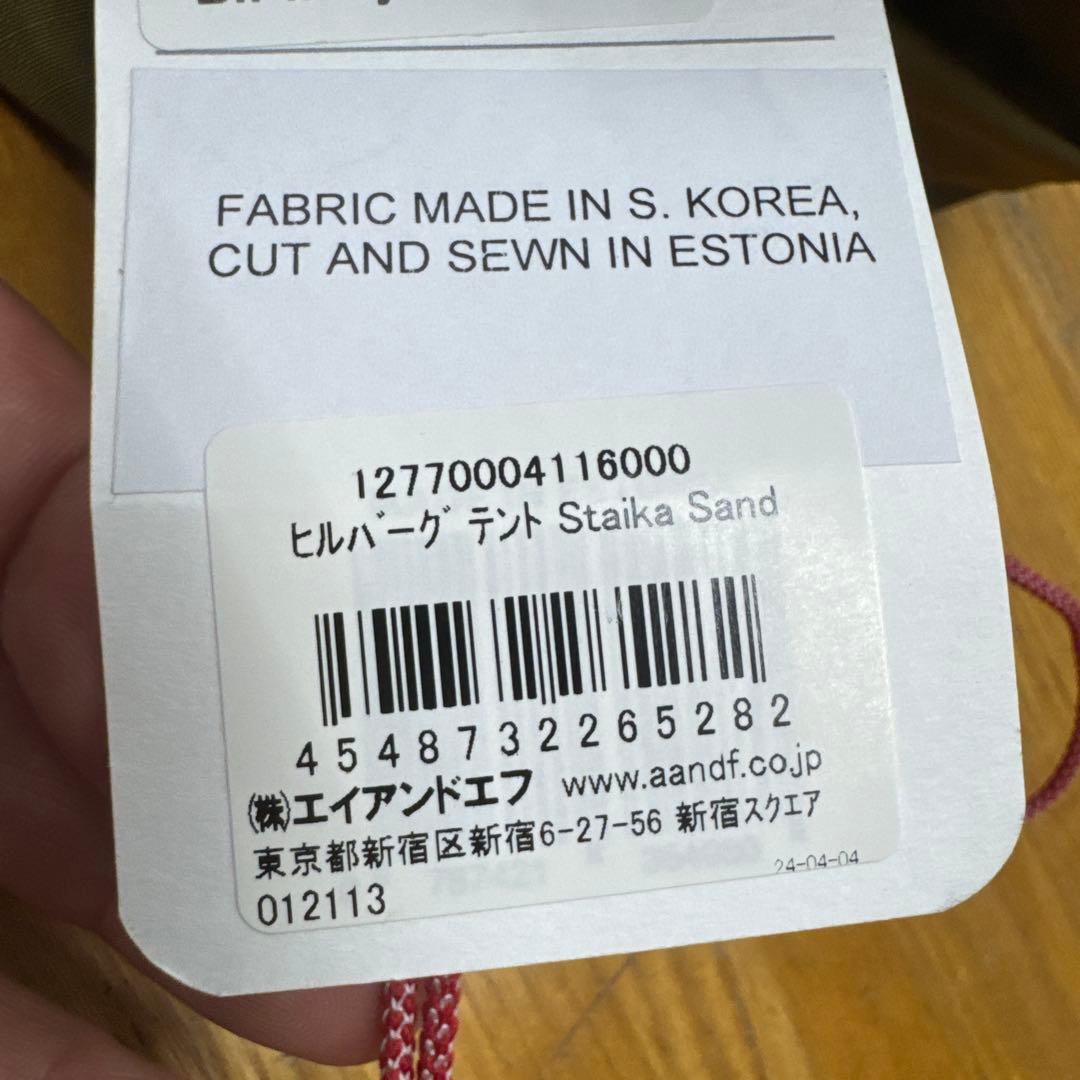 FABRIC MADE IN S. KOREA,
CUT AND SEWN IN ESTONIA
12770004116000
ヒルバーグ テント Staika Sand
4548732265282
㈱エイアンドエフ www.aandf.co.jp
東京都新宿区新宿6-27-56 新宿スクエア
24-04-04
012113